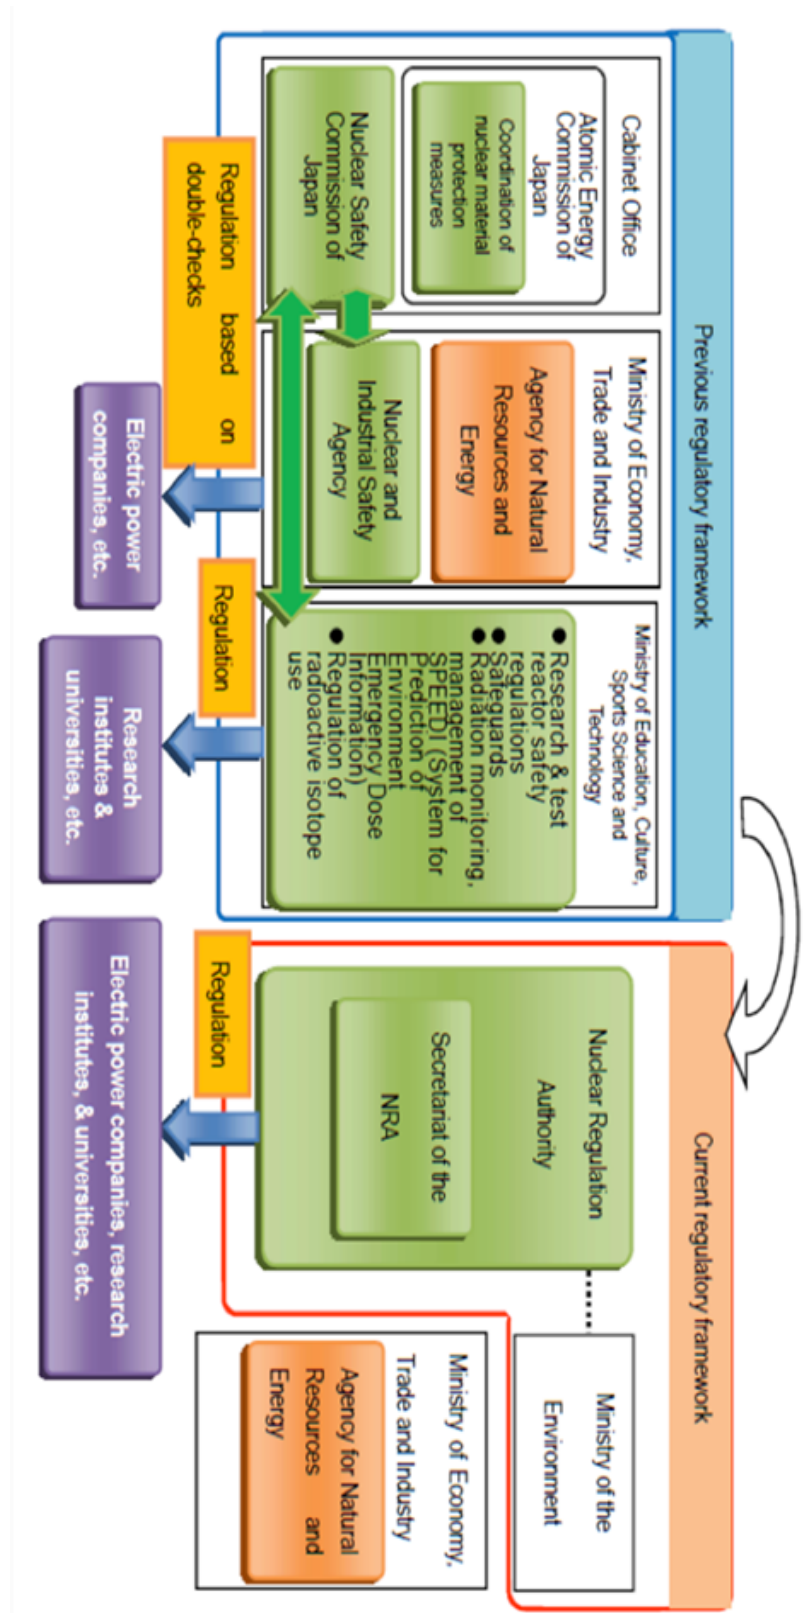 Previous regulatory framework
Cabinet Office
Atomic Energy
Commission of
Japan
Coordination of
nuclear material
protection
measures
Nuclear Safety
Commission of
Japan
Ministry of Economy,
Trade and Industry
Agency for Natural
Resources and
Energy
Nuclear and
Industrial Safety
Agency
Ministry of Education, Culture,
Sports Science and
Technology
● Research & test
reactor safety
regulations
● Safeguards
● Radiation monitoring,
management of
SPEEDI (System for
Prediction of
Environment
Emergency Dose
Information)
● Regulation of
radioactive isotope
use
Regulation based on
double-checks
Regulation
Electric power
companies, etc.
Research
institutes &
universities, etc.
Current regulatory framework
Nuclear Regulation
Authority
Secretariat of the
NRA
Ministry of the
Environment
Ministry of Economy,
Trade and Industry
Agency for Natural
Resources and
Energy
Regulation
Electric power companies, research
institutes, & universities, etc.